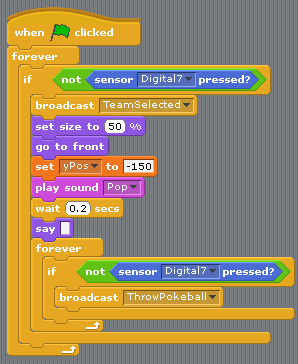 when clicked
forever
if not sensor Digital7 pressed?
broadcast TeamSelected
set size to 50 %
go to front
set yPos to -150
play sound Pop
wait 0.2 secs
say
forever
if not sensor Digital7 pressed?
broadcast ThrowPokeball